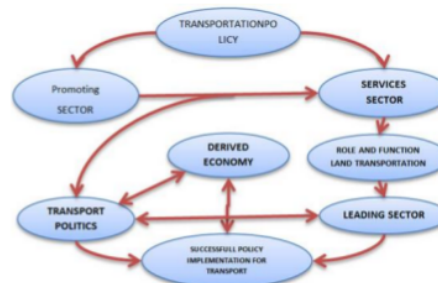 TRANSPORTATIONPO
LICY
Promoting
SECTOR
SERVICES
SECTOR
DERIVED
ECONOMY
ROLE AND FUNCTION
LAND TRANSPORTATION
TRANSPORT
POLITICS
LEADING SECTOR
SUCCESSFULL POLICY
IMPLEMENTATION FOR
TRANSPORT